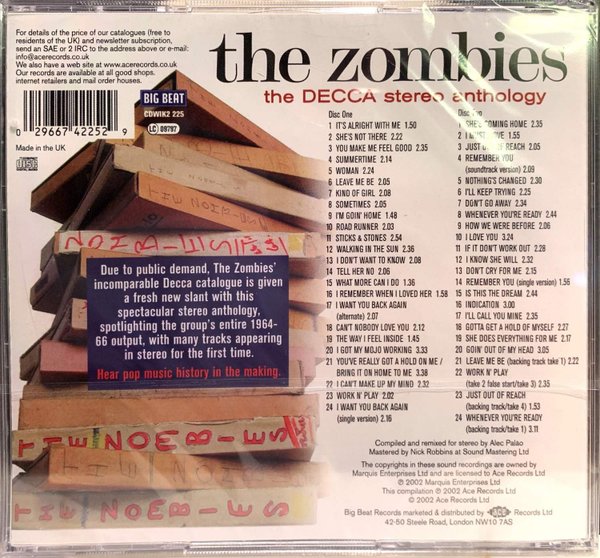 For details of the price of our catalogues (free to
residents of the UK) and newsletter subscription,
send an SAE or 2 IRC to the address above or e-mail:
info@acerecords.co.uk
We also have a web site at www.acerecords.co.uk
Our records are available at all good shops,
internet retailers and mail order houses.
0 29667 42252 9
Made in the UK
COMPACT
disc
DIGITAL AUDIO
BIG BEAT
CDWIK2 225
LC 09797
the zombies
the DECCA stereo anthology
Disc One
1 IT'S ALRIGHT WITH ME 1.50
2 SHE'S NOT THERE 2.22
3 YOU MAKE ME FEEL GOOD 2.35
4 SUMMERTIME 2.14
5 WOMAN 2.24
6 LEAVE ME BE 2.05
7 KIND OF GIRL 2.08
8 SOMETIMES 2.05
9 I'M GOIN' HOME 1.48
10 ROAD RUNNER 2.03
11 STICKS & STONES 2.54
12 WALKING IN THE SUN 2.36
13 I DON'T WANT TO KNOW 2.08
14 TELL HER NO 2.06
15 WHAT MORE CAN I DO 1.36
16 I REMEMBER WHEN I LOVED HER 1.58
17 I WANT YOU BACK AGAIN
(alternate) 2.07
18 CAN'T NOBODY LOVE YOU 2.12
19 THE WAY I FEEL INSIDE 1.45
20 I GOT MY MOJO WORKING 3.33
21 YOU'VE REALLY GOT A HOLD ON ME /
BRING IT ON HOME TO ME 3.38
22 I CAN'T MAKE UP MY MIND 2.32
23 WORK N' PLAY 2.02
24 I WANT YOU BACK AGAIN
(single version) 2.16
Disc Two
1 SHE'S COMING HOME 2.35
2 I MUST MOVE 1.55
3 JUST OUT OF REACH 2.05
4 REMEMBER YOU
(soundtrack version) 2.09
5 NOTHING'S CHANGED 2.30
6 I'LL KEEP TRYING 2.25
7 DON'T GO AWAY 2.34
8 WHENEVER YOU'RE READY 2.44
9 HOW WE WERE BEFORE 2.06
10 I LOVE YOU 3.24
11 IF IT DON'T WORK OUT 2.28
12 I KNOW SHE WILL 2.32
13 DON'T CRY FOR ME 2.15
14 REMEMBER YOU (single version) 1.56
15 IS THIS THE DREAM 2.44
16 INDICATION 3.00
17 I'LL CALL YOU MINE 2.35
18 GOTTA GET A HOLD OF MYSELF 2.27
19 SHE DOES EVERYTHING FOR ME 2.17
20 GOIN' OUT OF MY HEAD 3.05
21 LEAVE ME BE (backing track take 1) 2.22
22 WORK N' PLAY
(take 2 false start/take 3) 2.35
23 JUST OUT OF REACH
(backing track/take 4) 1.53
24 WHENEVER YOU'RE READY
(backing track/take 1) 3.11
Due to public demand, The Zombies'
incomparable Decca catalogue is given
a fresh new slant with this
spectacular stereo anthology,
spotlighting the group's entire 1964-
66 output, with many tracks appearing
in stereo for the first time.
Hear pop music history in the making.
THE NOMBIES
THE NOMBIES
Compiled and remixed for stereo by Alec Palao
Mastered by Nick Robbins at Sound Mastering Ltd
The copyrights in these sound recordings are owned by
Marquis Enterprises Ltd and are licensed to Ace Records Ltd
℗ 2002 Marquis Enterprises Ltd
This compilation ℗ 2002 Ace Records Ltd
© 2002 Ace Records Ltd
Big Beat Records marketed & distributed by ACE Records Ltd
42-50 Steele Road, London NW10 7AS